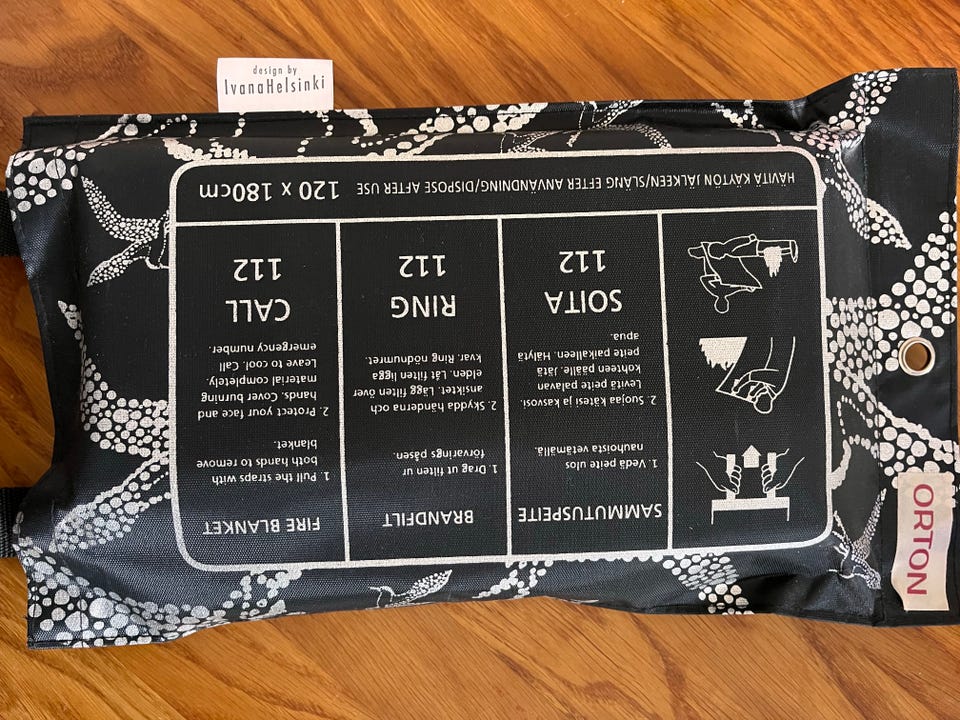 design by
IvanaHelsinki
SAMMUTUSPEITE
1. Vedä peite ulos
nauhoista vetämällä.
2. Suojaa kätesi ja kasvosi.
Levitä peite palavan
kohteen päälle. Jätä
peite paikalleen. Hälytä
apua.
SOITA
112
BRANDFILT
1. Drag ut filten ur
förvarings påsen.
2. Skydda händerna och
ansiktet. Lägg filten över
elden. Låt filten ligga
kvar. Ring nödnumret.
RING
112
FIRE BLANKET
1. Pull the straps with
both hands to remove
blanket.
2. Protect your face and
hands. Cover burning
material completely.
Leave to cool. Call
emergency number.
CALL
112
HÄVITÄ KÄYTÖN JÄLKEEN/SLÄNG EFTER ANVÄNDNING/DISPOSE AFTER USE 120 x 180cm
ORTON